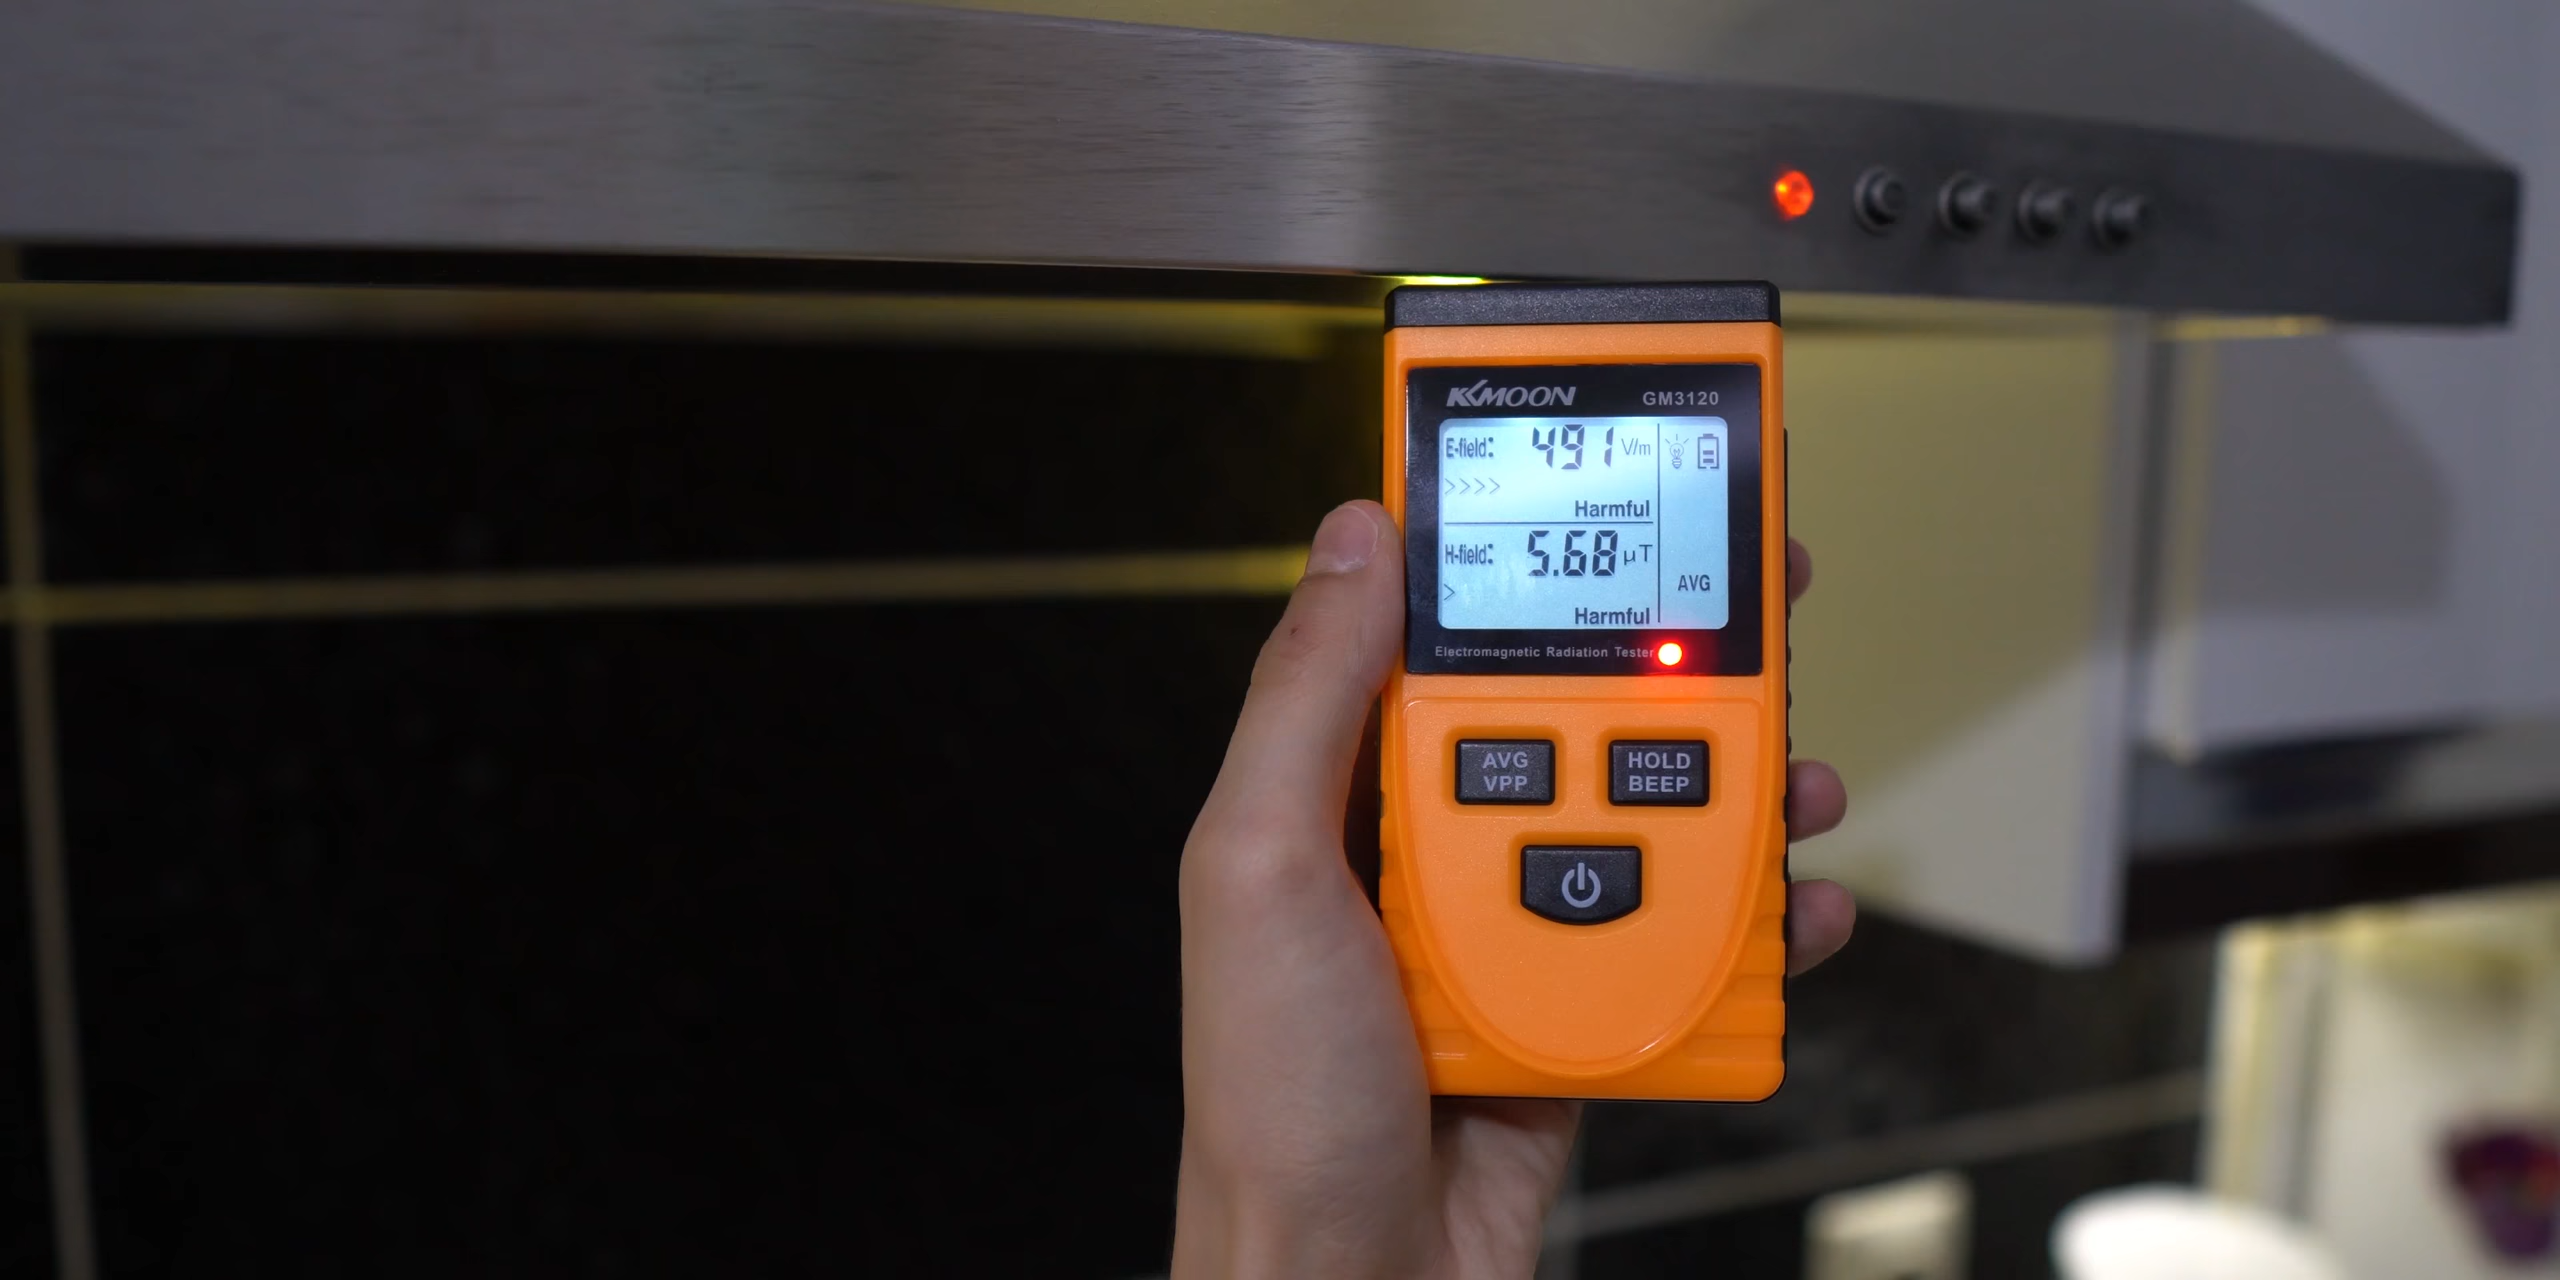 KKMOON GM3120
E-field: 491 V/m
>>>>
Harmful
H-field: 5.68 µT
>
AVG
Harmful
Electromagnetic Radiation Tester
AVG HOLD
VPP BEEP